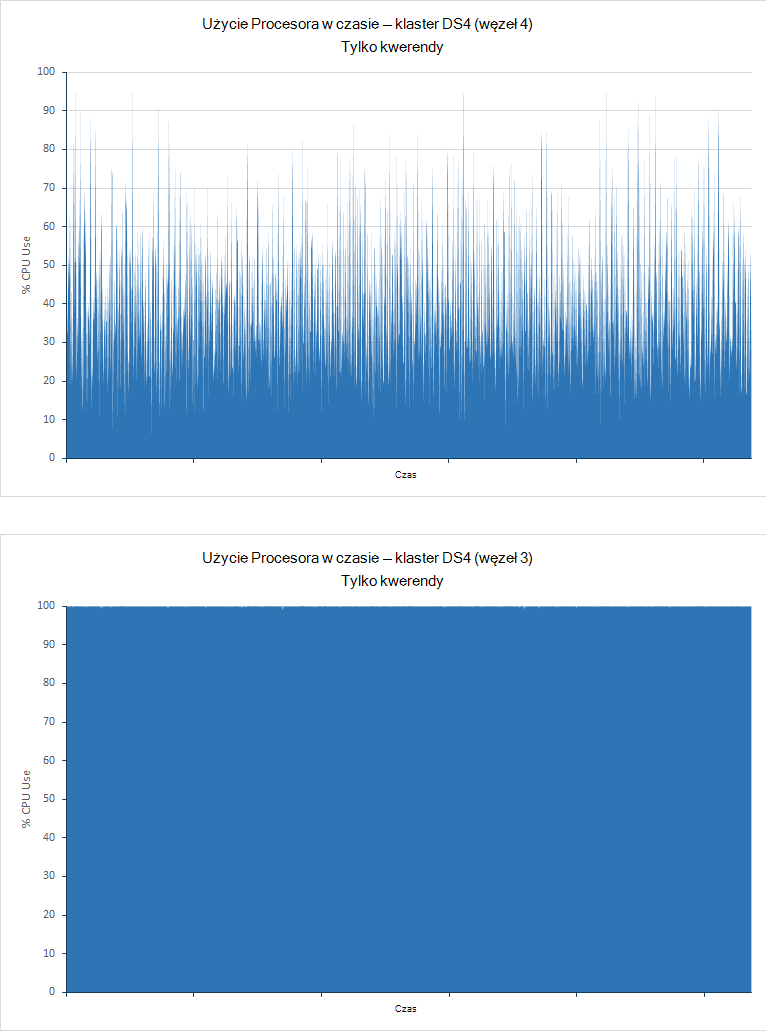 Użycie Procesora w czasie – klaster DS4 (węzeł 4)
Tylko kwerendy
100
90
80
70
60
50
40
30
20
10
0
% CPU Use
Czas
Użycie Procesora w czasie – klaster DS4 (węzeł 3)
Tylko kwerendy
100
90
80
70
60
50
40
30
20
10
0
% CPU Use
Czas